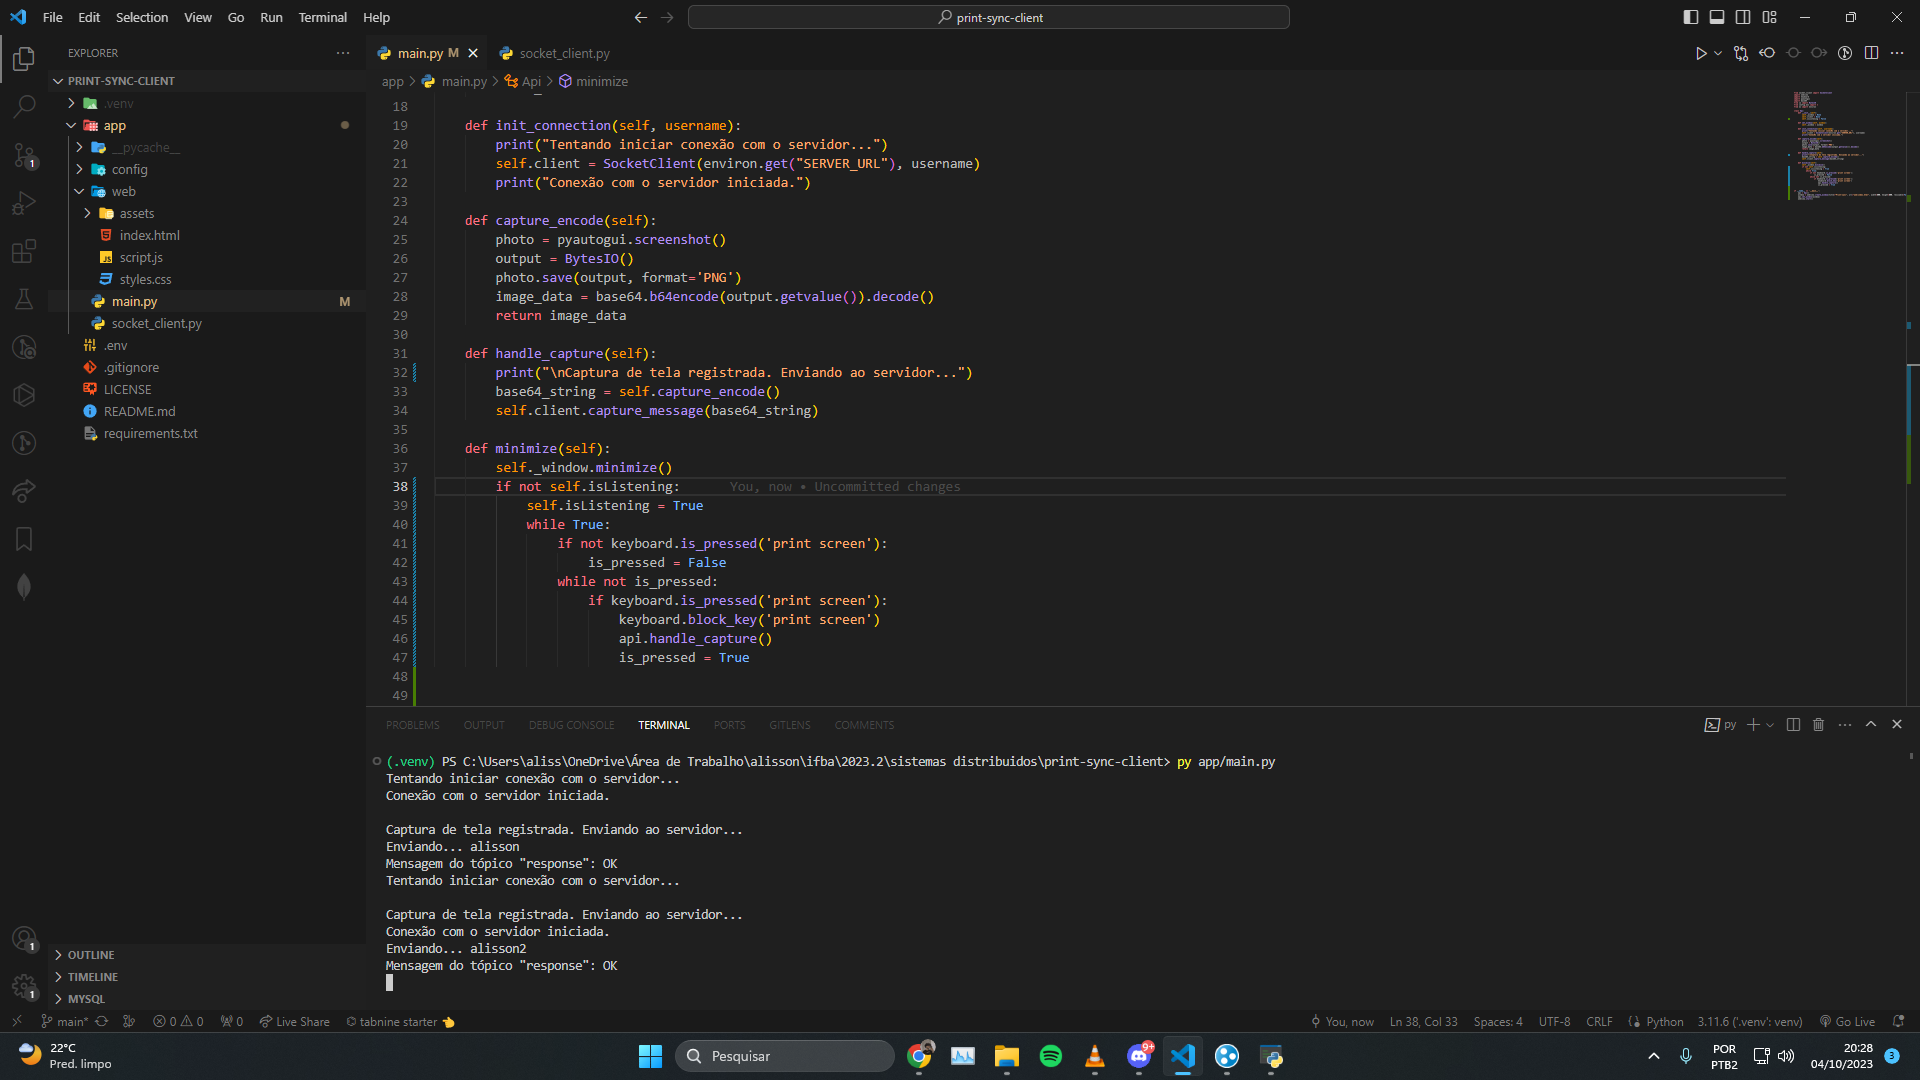 File Edit Selection View Go Run Terminal Help
print-sync-client
EXPLORER
PRINT-SYNC-CLIENT
.venv
app
__pycache__
config
web
assets
index.html
script.js
styles.css
main.py M
socket_client.py
.env
.gitignore
LICENSE
README.md
requirements.txt
OUTLINE
TIMELINE
MYSQL
main.py M
socket_client.py
app > main.py > Api > minimize
18
19 def init_connection(self, username):
20 print("Tentando iniciar conexão com o servidor...")
21 self.client = SocketClient(environ.get("SERVER_URL"), username)
22 print("Conexão com o servidor iniciada.")
23
24 def capture_encode(self):
25 photo = pyautogui.screenshot()
26 output = BytesIO()
27 photo.save(output, format='PNG')
28 image_data = base64.b64encode(output.getvalue()).decode()
29 return image_data
30
31 def handle_capture(self):
32 print("\nCaptura de tela registrada. Enviando ao servidor...")
33 base64_string = self.capture_encode()
34 self.client.capture_message(base64_string)
35
36 def minimize(self):
37 self._window.minimize()
38 if not self.isListening: You, now • Uncommitted changes
39 self.isListening = True
40 while True:
41 if not keyboard.is_pressed('print screen'):
42 is_pressed = False
43 while not is_pressed:
44 if keyboard.is_pressed('print screen'):
45 keyboard.block_key('print screen')
46 api.handle_capture()
47 is_pressed = True
48
49
PROBLEMS OUTPUT DEBUG CONSOLE TERMINAL PORTS GITLENS COMMENTS
py
(.venv) PS C:\Users\aliss\OneDrive\Área de Trabalho\alisson\ifba\2023.2\sistemas distribuidos\print-sync-client> py app/main.py
Tentando iniciar conexão com o servidor...
Conexão com o servidor iniciada.
Captura de tela registrada. Enviando ao servidor...
Enviando... alisson
Mensagem do tópico "response": OK
Tentando iniciar conexão com o servidor...
Captura de tela registrada. Enviando ao servidor...
Conexão com o servidor iniciada.
Enviando... alisson2
Mensagem do tópico "response": OK
1
1
1
main* 0 0 0 Live Share tabnine starter
You, now Ln 38, Col 33 Spaces: 4 UTF-8 CRLF Python 3.11.6 ('.venv': venv) Go Live
22°C
Pred. limpo
Pesquisar
9+
POR
PTB2
20:28
04/10/2023
3